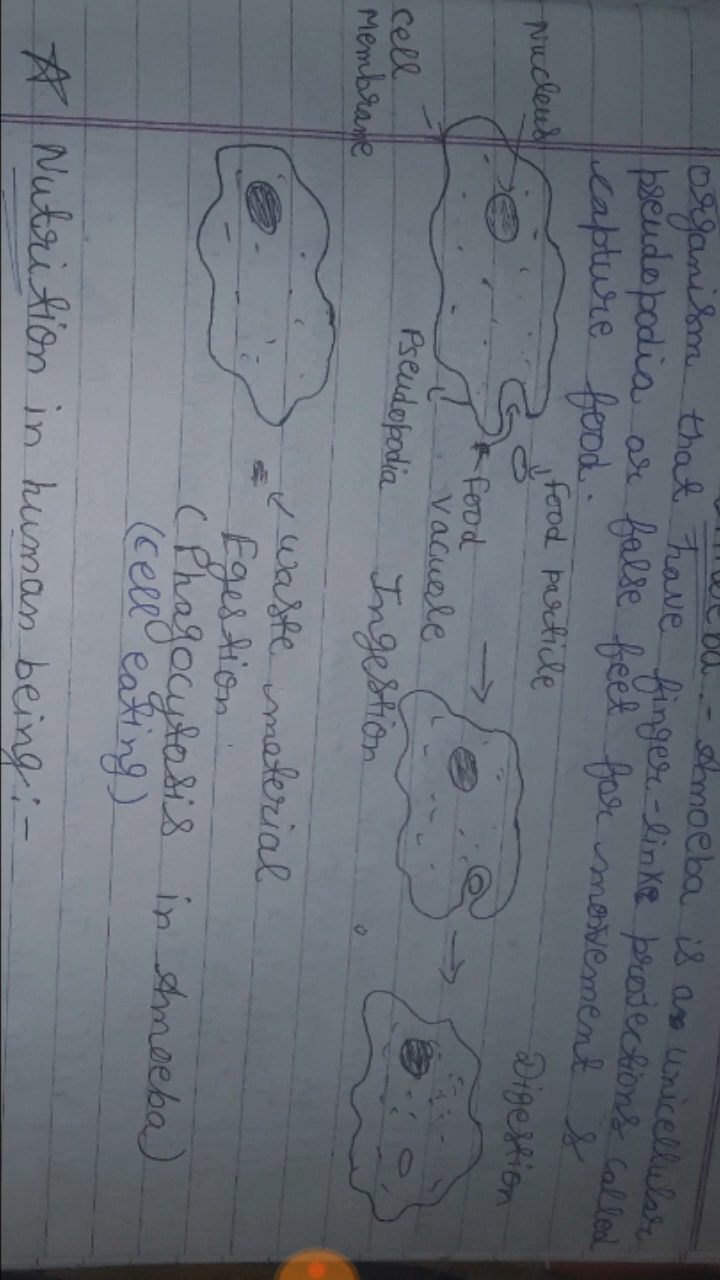 Amoeba :- Amoeba is a unicellular
organism that have finger-linke projections called
pseudopodia or false feet for movement &
capture food.
Nucleus
food particle
Digestion
Cell
Membrane
Food
vacuole
Pseudopodia
Ingestion
waste meterial
Egestion
(Phagocytosis in Amoeba)
(cell eating)
☆ Nutrition in human being :-